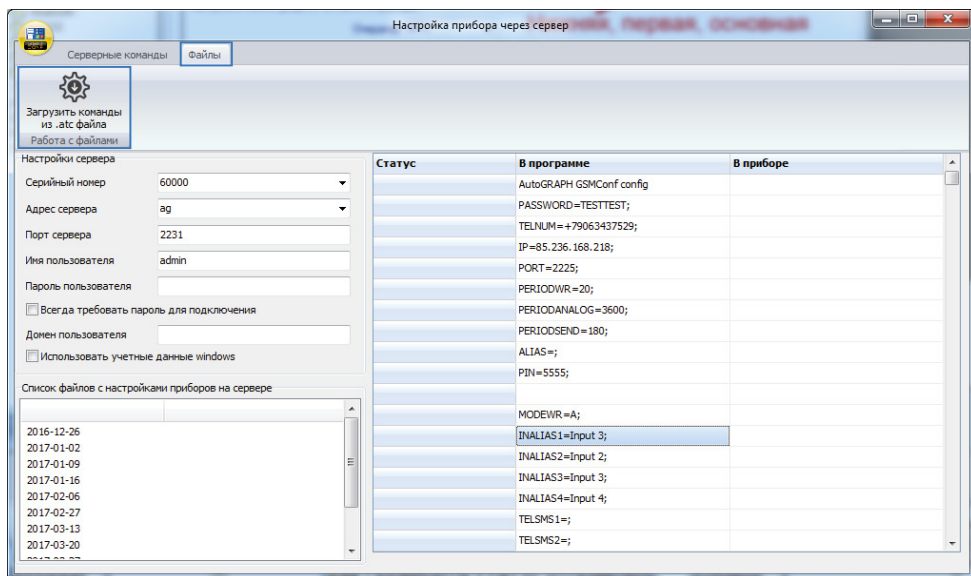 Настройка прибора через сервер
Серверные команды
Файлы
Загрузить команды
из .atc файла
Работа с файлами
Настройки сервера
Серийный номер 60000
Адрес сервера ag
Порт сервера 2231
Имя пользователя admin
Пароль пользователя
Всегда требовать пароль для подключения
Домен пользователя
Использовать учетные данные windows
Список файлов с настройками приборов на сервере
2016-12-26
2017-01-02
2017-01-09
2017-01-16
2017-02-06
2017-02-27
2017-03-13
2017-03-20
Статус В программе В приборе
AutoGRAPH GSMConf config
PASSWORD=TESTTEST;
TELNUM=+79063437529;
IP=85.236.168.218;
PORT=2225;
PERIODWR=20;
PERIODANALOG=3600;
PERIODSEND=180;
ALIAS=;
PIN=5555;
MODEWR=A;
INALIAS1=Input 3;
INALIAS2=Input 2;
INALIAS3=Input 3;
INALIAS4=Input 4;
TELSMS1=;
TELSMS2=;